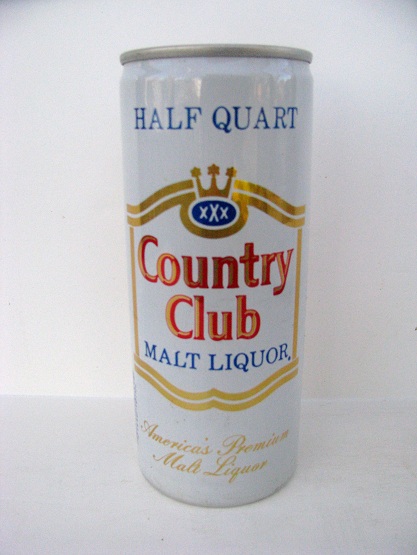 HALF QUART
xXx
Country
Club
MALT LIQUOR
America's Premium
Malt Liquor